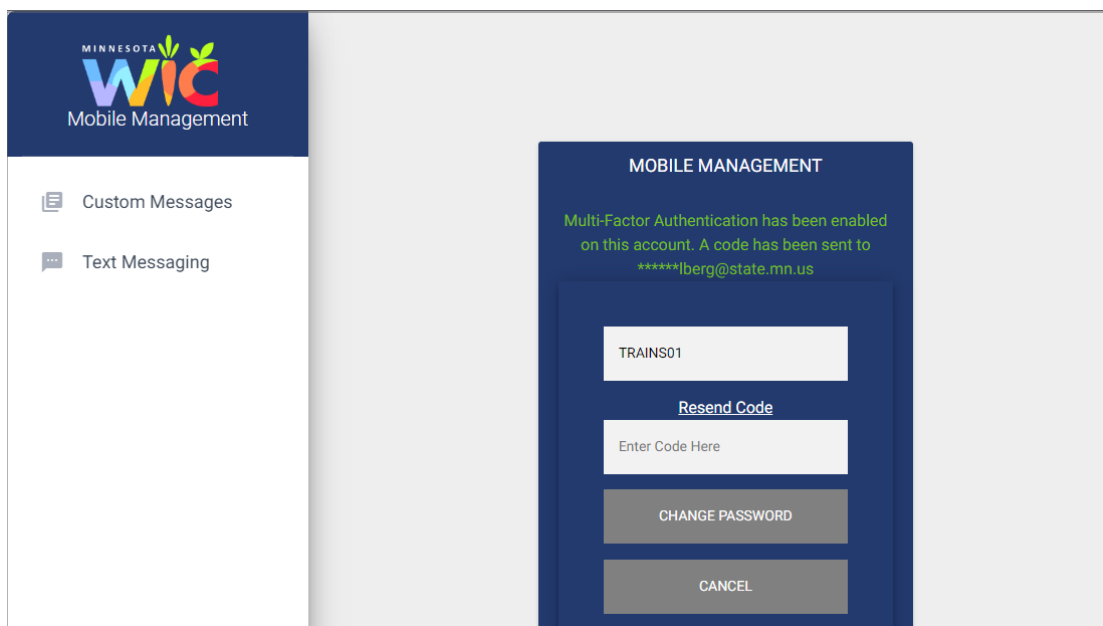 MINNESOTA
WIC
Mobile Management
Custom Messages
Text Messaging
MOBILE MANAGEMENT
Multi-Factor Authentication has been enabled
on this account. A code has been sent to
******lberg@state.mn.us
TRAINS01
Resend Code
Enter Code Here
CHANGE PASSWORD
CANCEL